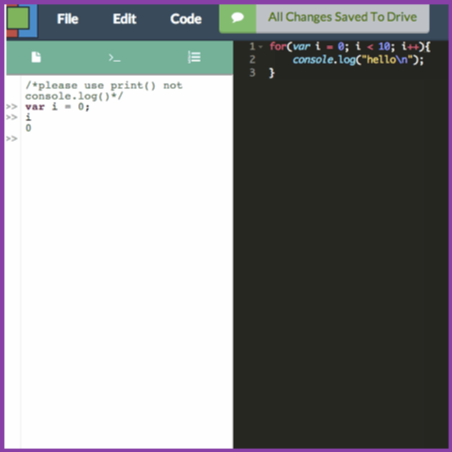 File Edit Code All Changes Saved To Drive
/*please use print() not
console.log()*/
>> var i = 0;
>> i
0
>>
1 for(var i = 0; i < 10; i++){
2 console.log("hello\n");
3 }